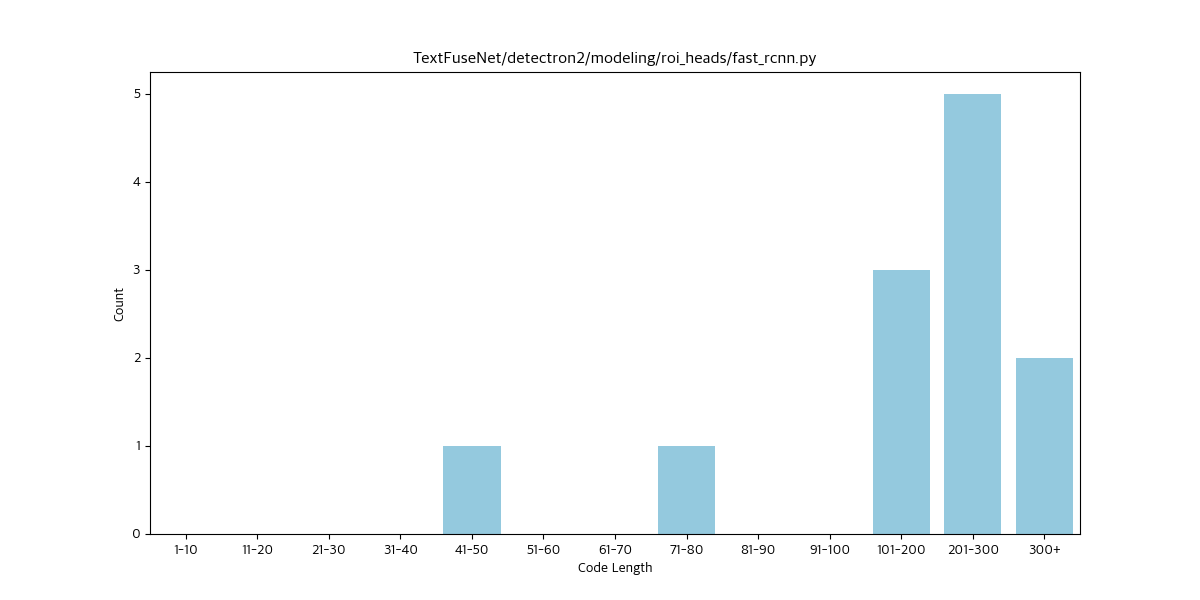 TextFuseNet/detectron2/modeling/roi_heads/fast_rcnn.py
5
4
3
2
1
0
Count
1-10 11-20 21-30 31-40 41-50 51-60 61-70 71-80 81-90 91-100 101-200 201-300 300+
Code Length